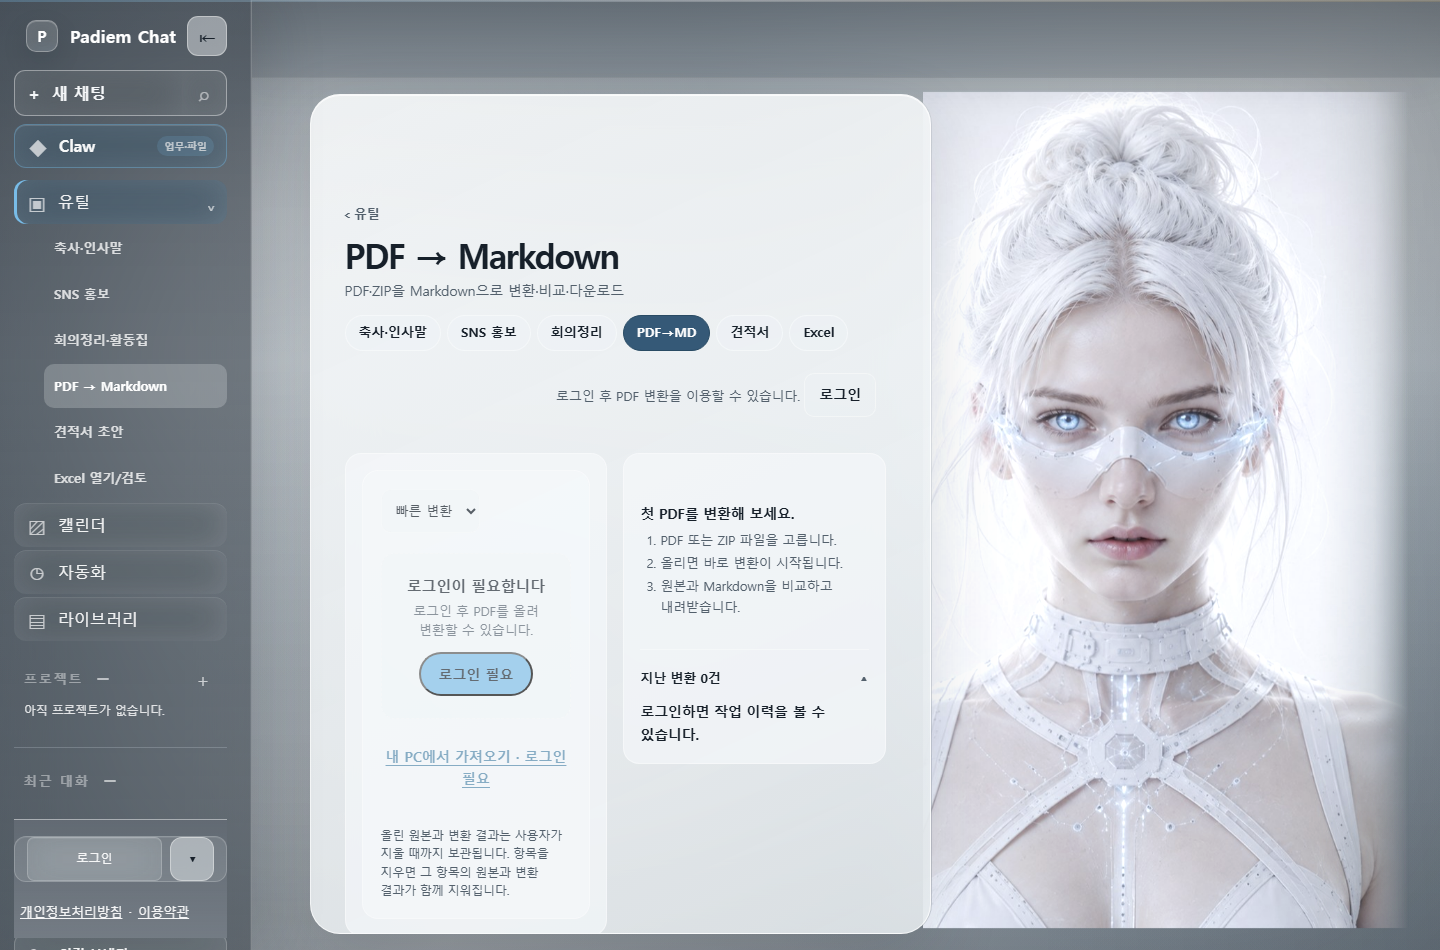 P Padiem Chat
+ 새 채팅
Claw 업무·파일
유틸
축사·인사말
SNS 홍보
회의정리·활동집
PDF → Markdown
견적서 초안
Excel 열기/검토
캘린더
자동화
라이브러리
프로젝트 — +
아직 프로젝트가 없습니다.
최근 대화 —
로그인
개인정보처리방침 · 이용약관
< 유틸
PDF → Markdown
PDF·ZIP을 Markdown으로 변환·비교·다운로드
축사·인사말 SNS 홍보 회의정리 PDF→MD 견적서 Excel
로그인 후 PDF 변환을 이용할 수 있습니다. 로그인
빠른 변환
로그인이 필요합니다
로그인 후 PDF를 올려
변환할 수 있습니다.
로그인 필요
내 PC에서 가져오기 · 로그인
필요
올린 원본과 변환 결과는 사용자가
지울 때까지 보관됩니다. 항목을
지우면 그 항목의 원본과 변환
결과가 함께 지워집니다.
첫 PDF를 변환해 보세요.
1. PDF 또는 ZIP 파일을 고릅니다.
2. 올리면 바로 변환이 시작됩니다.
3. 원본과 Markdown을 비교하고
내려받습니다.
지난 변환 0건
로그인하면 작업 이력을 볼 수
있습니다.